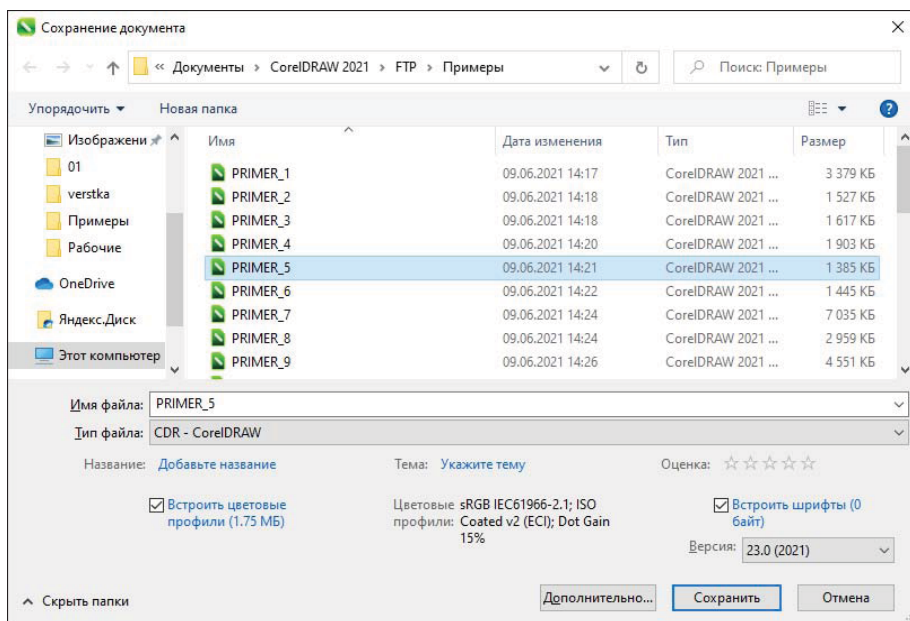 Сохранение документа
« Документы › CorelDRAW 2021 › FTP › Примеры
Поиск: Примеры
Упорядочить
Новая папка
Изображени
01
verstka
Примеры
Рабочие
OneDrive
Яндекс.Диск
Этот компьютер
Имя Дата изменения Тип Размер
PRIMER_1 09.06.2021 14:17 CorelDRAW 2021 ... 3 379 КБ
PRIMER_2 09.06.2021 14:18 CorelDRAW 2021 ... 1 527 КБ
PRIMER_3 09.06.2021 14:18 CorelDRAW 2021 ... 1 617 КБ
PRIMER_4 09.06.2021 14:20 CorelDRAW 2021 ... 1 903 КБ
PRIMER_5 09.06.2021 14:21 CorelDRAW 2021 ... 1 385 КБ
PRIMER_6 09.06.2021 14:22 CorelDRAW 2021 ... 1 445 КБ
PRIMER_7 09.06.2021 14:24 CorelDRAW 2021 ... 7 035 КБ
PRIMER_8 09.06.2021 14:24 CorelDRAW 2021 ... 2 959 КБ
PRIMER_9 09.06.2021 14:26 CorelDRAW 2021 ... 4 551 КБ
Имя файла: PRIMER_5
Тип файла: CDR - CorelDRAW
Название: Добавьте название
Тема: Укажите тему
Оценка:
Встроить цветовые
профили (1.75 МБ)
Цветовые sRGB IEC61966-2.1; ISO
профили: Coated v2 (ECI); Dot Gain
15%
Встроить шрифты (0
байт)
Версия: 23.0 (2021)
Скрыть папки
Дополнительно...
Сохранить
Отмена